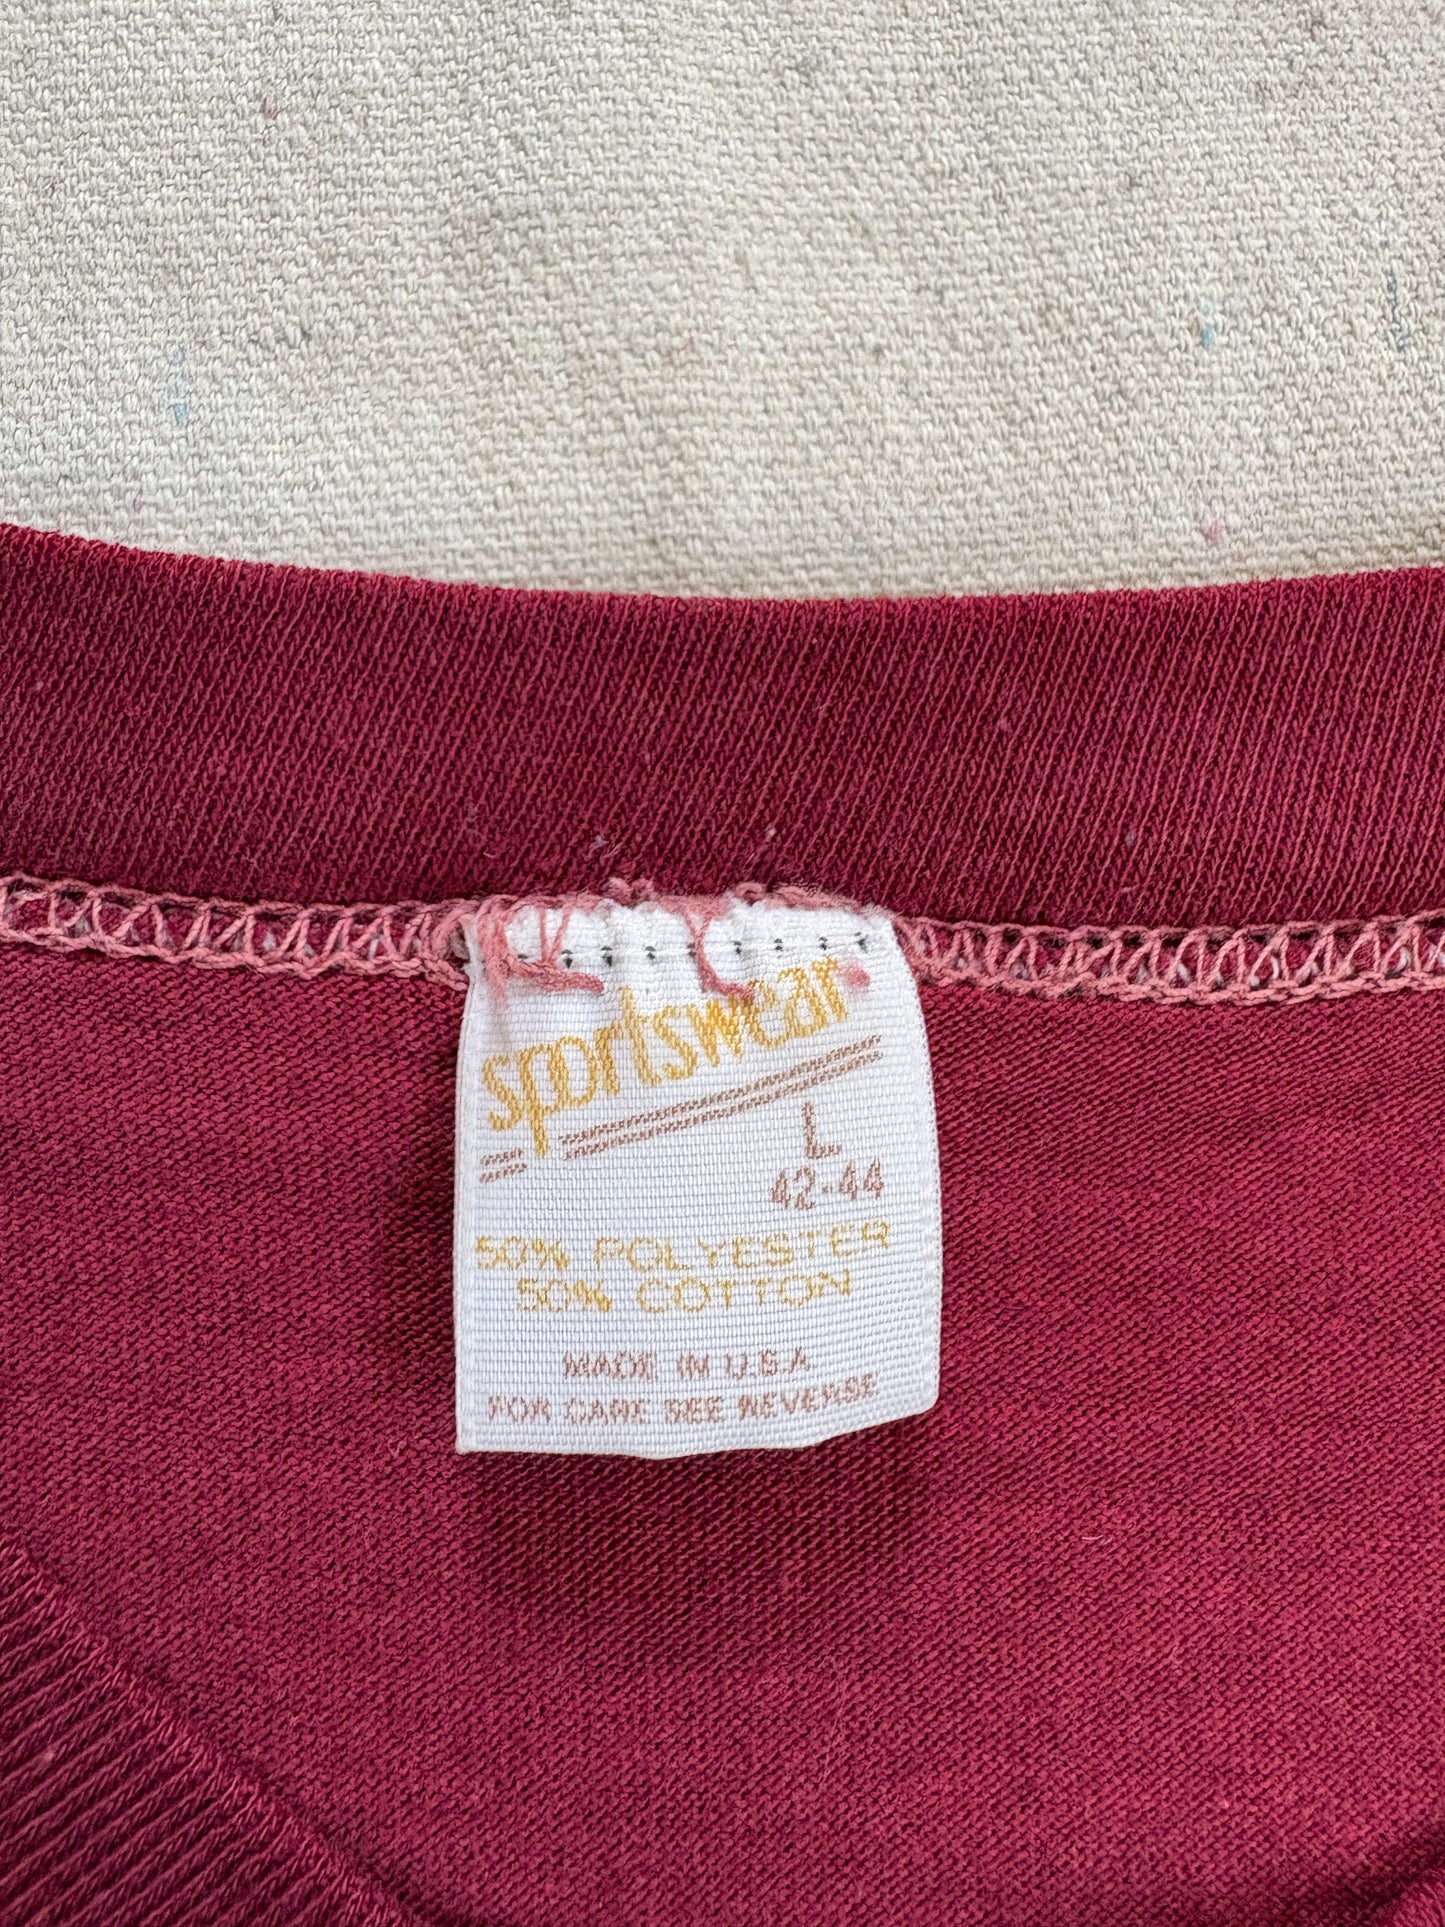 sportswear
L
42-44
50% POLYESTER
50% COTTON
MADE IN U.S.A.
FOR CARE SEE REVERSE